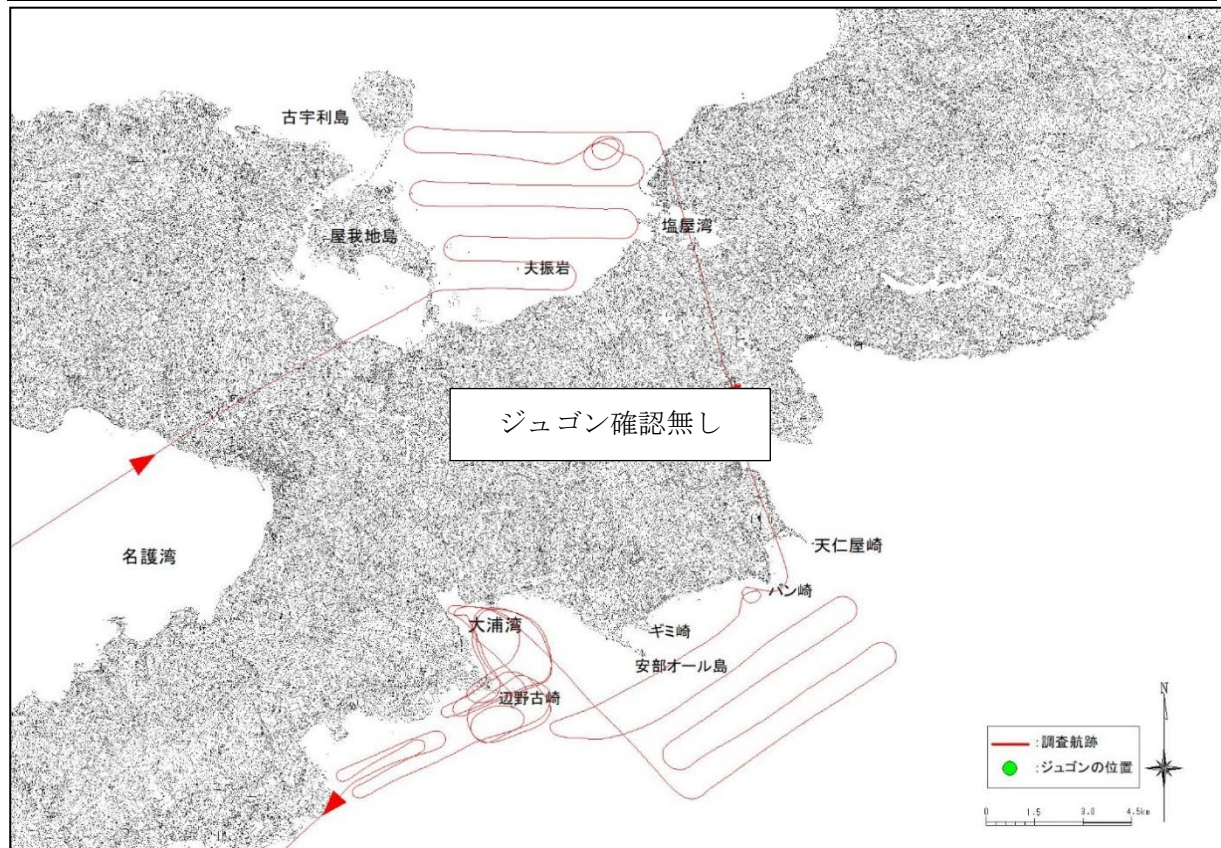 古宇利島
屋我地島
塩屋湾
夫振岩
ジュゴン確認無し
名護湾
天仁屋崎
バン崎
大浦湾
ギミ崎
安部オール島
辺野古崎
N
:調査航跡
:ジュゴンの位置
0 1.5 3.0 4.5km